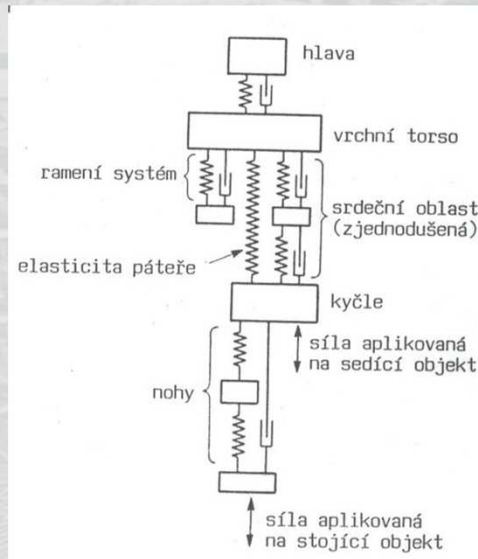 hlava
vrchní torso
ramení systém
srdeční oblast
(zjednodušená)
elasticita páteře
kyčle
síla aplikovaná
na sedící objekt
nohy
síla aplikovaná
na stojící objekt